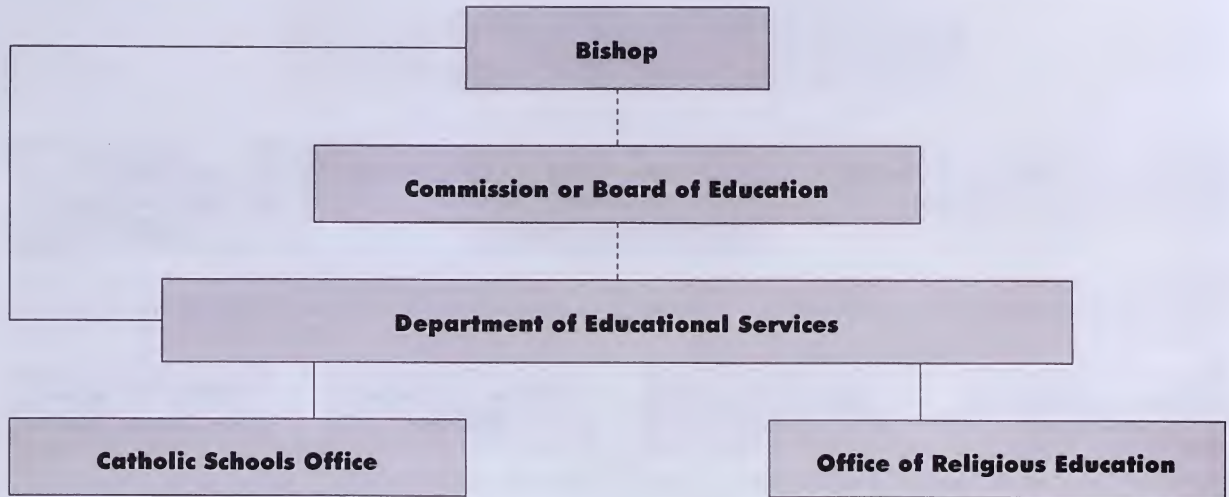 Bishop
Commission or Board of Education
Department of Educational Services
Catholic Schools Office
Office of Religious Education